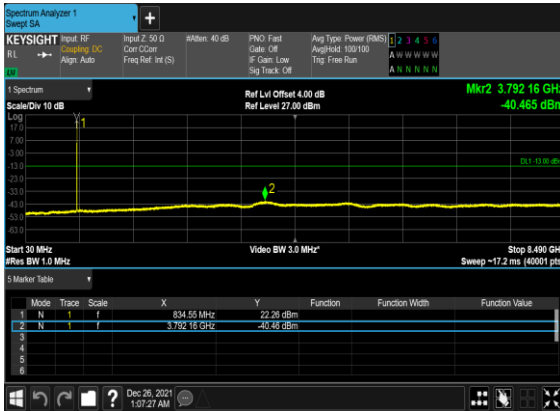 Spectrum Analyzer 1
Swept SA
+
KEYSIGHT
RL
Input: RF
Coupling: DC
Align: Auto
Input Z: 50 Ω
Corr CCorr
Freq Ref: Int (S)
#Atten: 40 dB
PNO: Fast
Gate: Off
IF Gain: Low
Sig Track: Off
Avg Type: Power (RMS)
Avg|Hold: 100/100
Trig: Free Run
1 2 3 4 5 6
A W W W W W
A N N N N N
1 Spectrum
Scale/Div 10 dB
Ref Lvl Offset 4.00 dB
Ref Level 27.00 dBm
Mkr2 3.792 16 GHz
-40.465 dBm
Log
17.0
7.00
-3.00
-13.0
-23.0
-33.0
-43.0
-53.0
-63.0
1
2
DL1 -13.00 dBm
Start 30 MHz
#Res BW 1.0 MHz
Video BW 3.0 MHz*
Stop 8.490 GHz
Sweep ~17.2 ms (40001 pts)
5 Marker Table
Mode Trace Scale X Y Function Function Width Function Value
1 N 1 f 834.55 MHz 22.26 dBm
2 N 1 f 3.792 16 GHz -40.46 dBm
3
4
5
6
?
Dec 26, 2021
1:07:27 AM